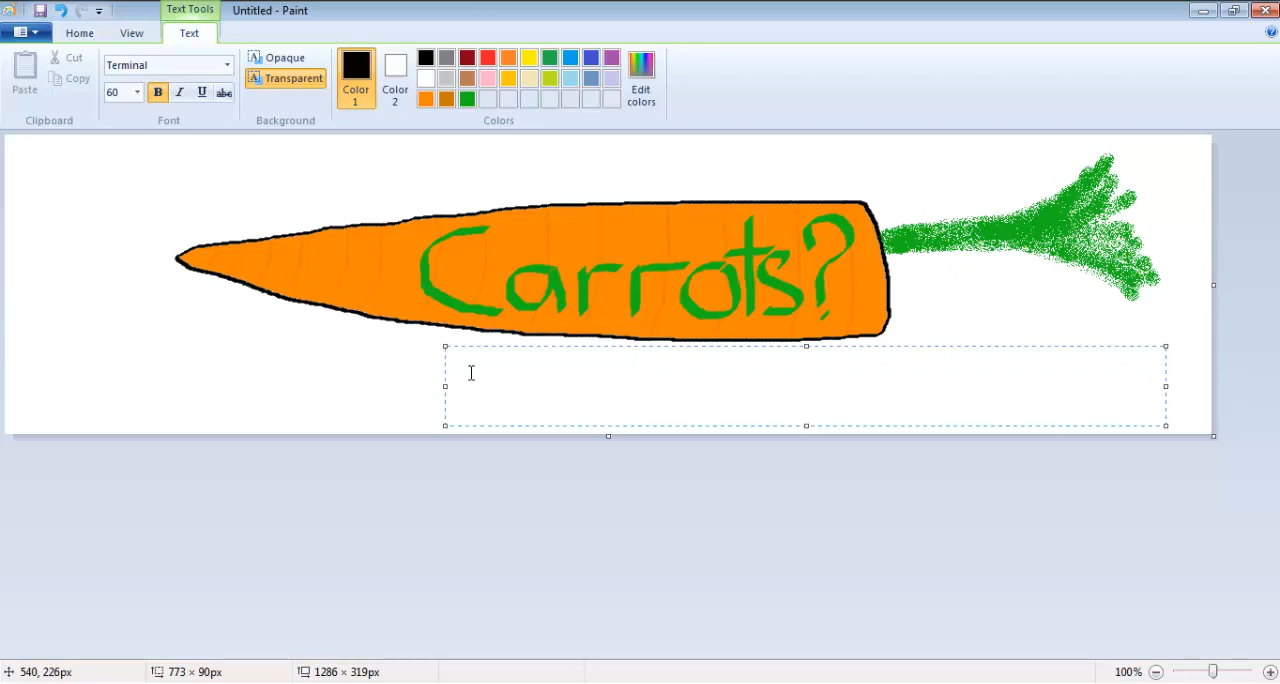 Text Tools
Untitled - Paint
Home
View
Text
Paste
Cut
Copy
Clipboard
Terminal
60
B
I
U
abc
Font
A Opaque
A Transparent
Background
Color 1
Color 2
Edit colors
Colors
Carrots?
540, 226px
773 × 90px
1286 × 319px
100%